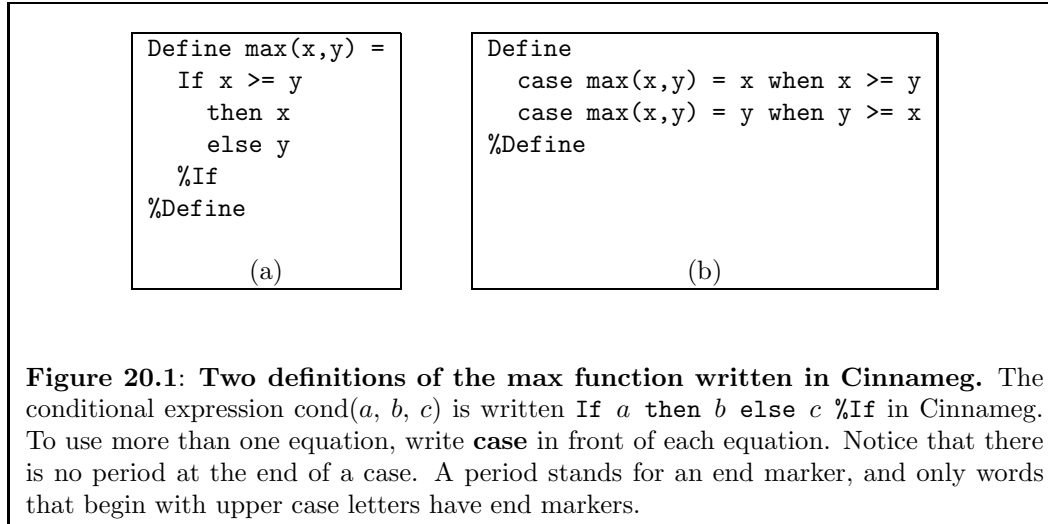 Define max(x,y) =
If x >= y
then x
else y
%If
%Define
(a)
Define
case max(x,y) = x when x >= y
case max(x,y) = y when y >= x
%Define
(b)
Figure 20.1: Two definitions of the max function written in Cinnameg. The
conditional expression cond(a, b, c) is written If a then b else c %If in Cinnameg.
To use more than one equation, write case in front of each equation. Notice that there
is no period at the end of a case. A period stands for an end marker, and only words
that begin with upper case letters have end markers.